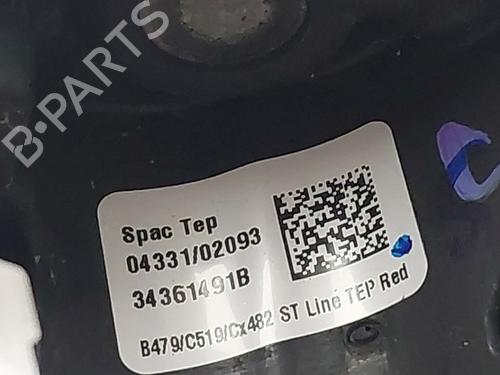 B-PARTS
Spac Tep
04331/02093
34361491B
B479/C519/Cx482 ST Line TEP Red